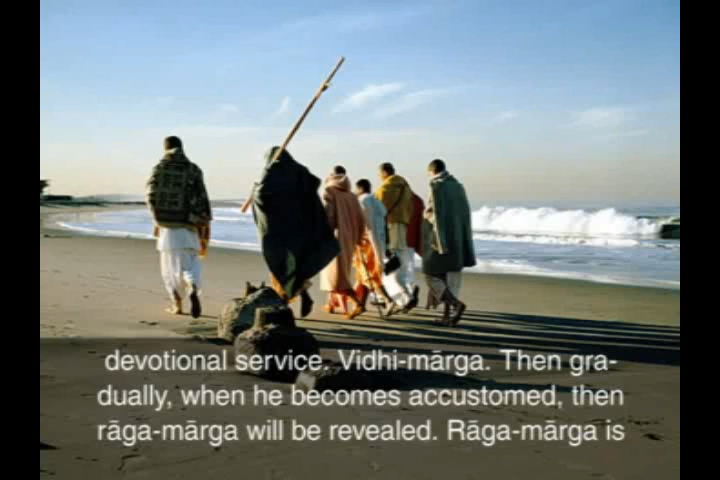 devotional service. Vidhi-mārga. Then gra-
dually, when he becomes accustomed, then
rāga-mārga will be revealed. Rāga-mārga is